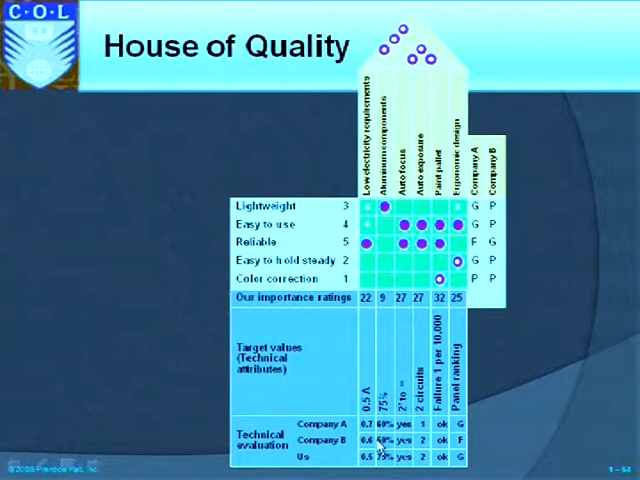 C·O·L
House of Quality
Low electricity requirements
Aluminum components
Auto focus
Auto exposure
Paint pallet
Ergonomic design
Company A
Company B
Lightweight 3 G P
Easy to use 4 G P
Reliable 5 F G
Easy to hold steady 2 G P
Color correction 1 P P
Our importance ratings 22 9 27 27 32 25
Target values
(Technical
attributes)
0.5 A
75%
2' to ∞
2 circuits
Failure 1 per 10,000
Panel ranking
Technical
evaluation
Company A 0.7 60% yes 1 ok G
Company B 0.6 yes 2 ok F
Us 0.5 75% yes 2 ok G
©2008 Prentice Hall, Inc.